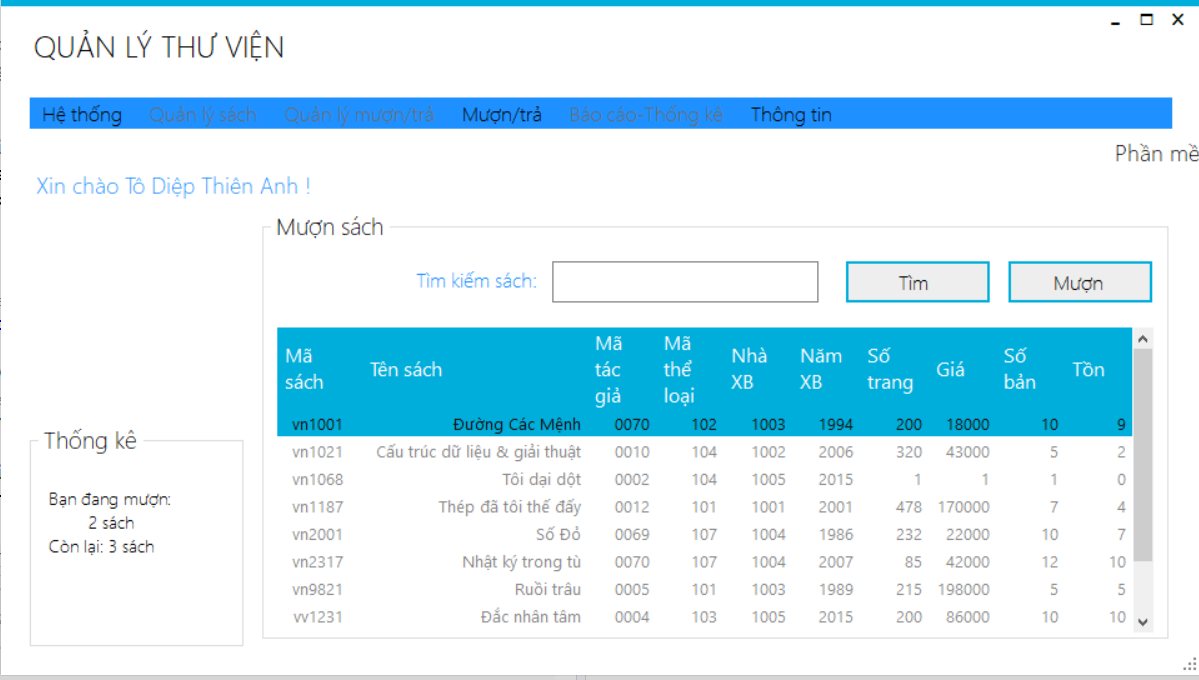 QUẢN LÝ THƯ VIỆN
Hệ thống Quản lý sách Quản lý mượn/trả Mượn/trả Báo cáo-Thống kê Thông tin
Phần mề
Xin chào Tô Diệp Thiên Anh !
Mượn sách
Tìm kiếm sách: Tìm Mượn
Mã sách Tên sách Mã tác giả Mã thể loại Nhà XB Năm XB Số trang Giá Số bản Tồn
vn1001 Đường Các Mệnh 0070 102 1003 1994 200 18000 10 9
vn1021 Cấu trúc dữ liệu & giải thuật 0010 104 1002 2006 320 43000 5 2
vn1068 Tôi dại dột 0002 104 1005 2015 1 1 1 0
vn1187 Thép đã tôi thế đấy 0012 101 1001 2001 478 170000 7 4
vn2001 Số Đỏ 0069 107 1004 1986 232 22000 10 7
vn2317 Nhật ký trong tù 0070 107 1004 2007 85 42000 12 10
vn9821 Ruồi trâu 0005 101 1003 1989 215 198000 5 5
vv1231 Đắc nhân tâm 0004 103 1005 2015 200 86000 10 10
Thống kê
Bạn đang mượn:
2 sách
Còn lại: 3 sách